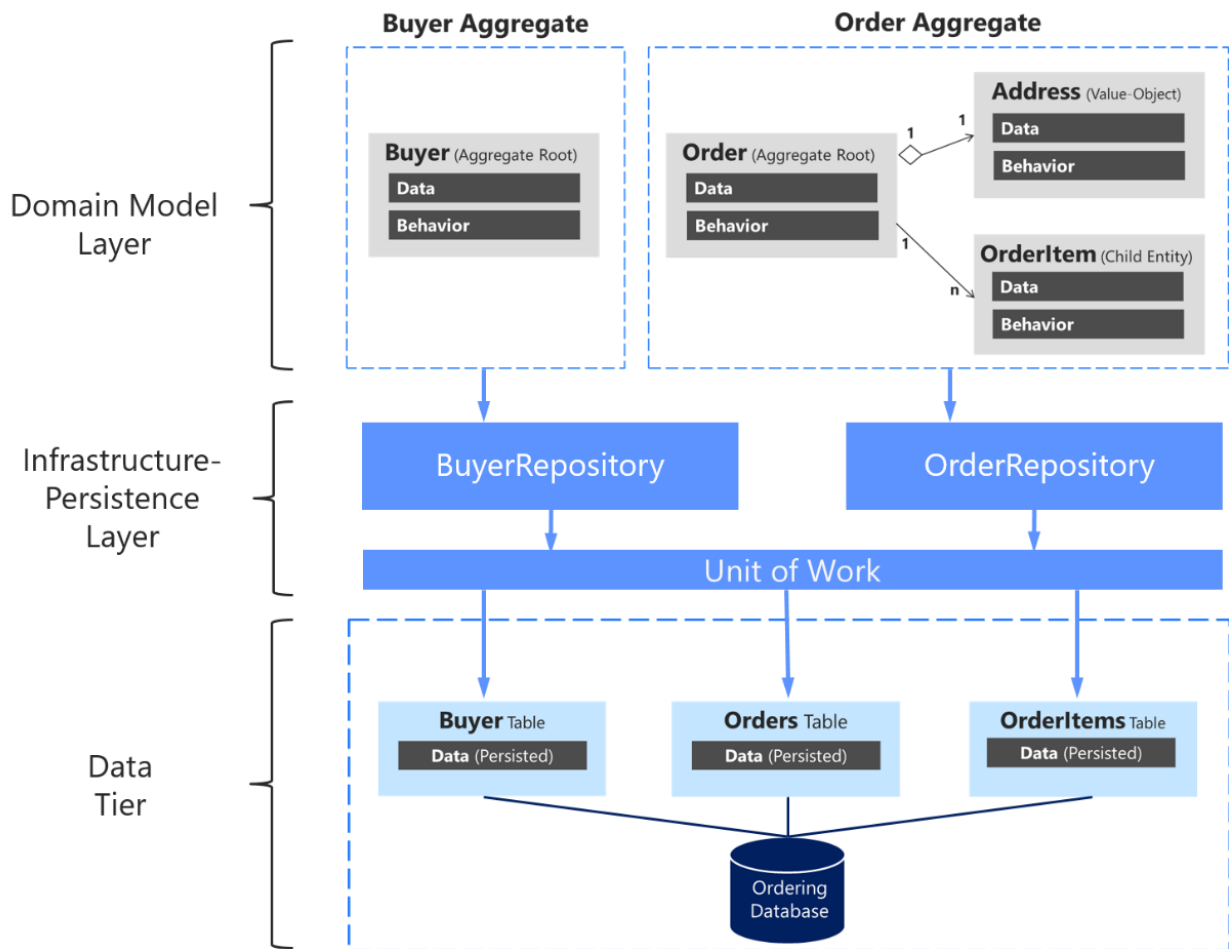 Buyer Aggregate
Order Aggregate
Domain Model
Layer
Buyer (Aggregate Root)
Data
Behavior
Order (Aggregate Root)
Data
Behavior
1
1
1
n
Address (Value-Object)
Data
Behavior
OrderItem (Child Entity)
Data
Behavior
Infrastructure-
Persistence
Layer
BuyerRepository
OrderRepository
Unit of Work
Data
Tier
Buyer Table
Data (Persisted)
Orders Table
Data (Persisted)
OrderItems Table
Data (Persisted)
Ordering
Database